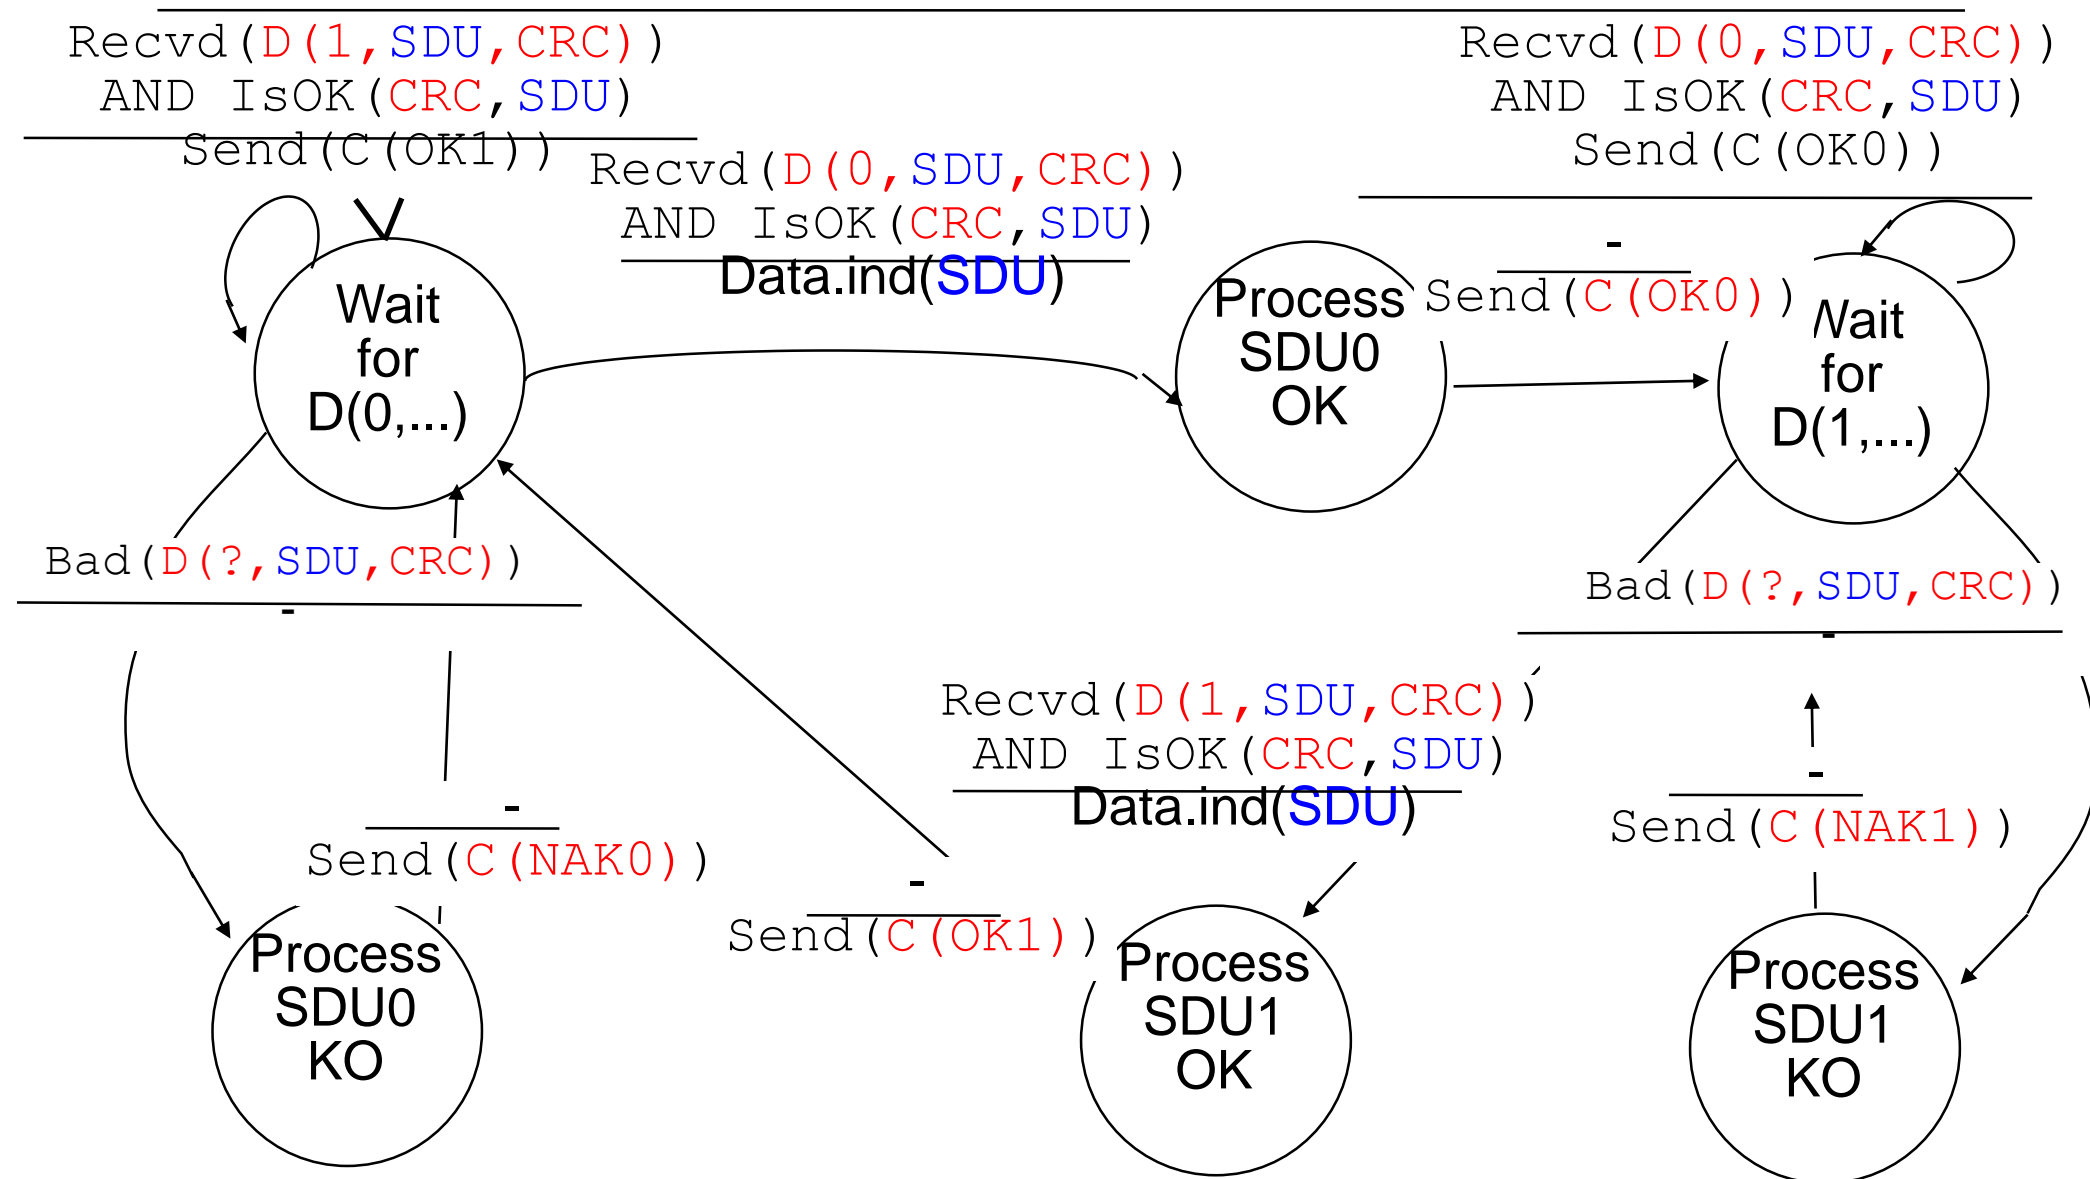 Recvd(D(1,SDU,CRC))
AND IsOK(CRC,SDU)
Send(C(OK1))
Recvd(D(0,SDU,CRC))
AND IsOK(CRC,SDU)
Data.ind(SDU)
Recvd(D(0,SDU,CRC))
AND IsOK(CRC,SDU)
Send(C(OK0))
Wait
for
D(0,...)
Process
SDU0
OK
-
Send(C(OK0))
Wait
for
D(1,...)
Bad(D(?,SDU,CRC))
-
Bad(D(?,SDU,CRC))
-
Recvd(D(1,SDU,CRC))
AND IsOK(CRC,SDU)
Data.ind(SDU)
-
Send(C(NAK0))
-
Send(C(OK1))
-
Send(C(NAK1))
Process
SDU0
KO
Process
SDU1
OK
Process
SDU1
KO